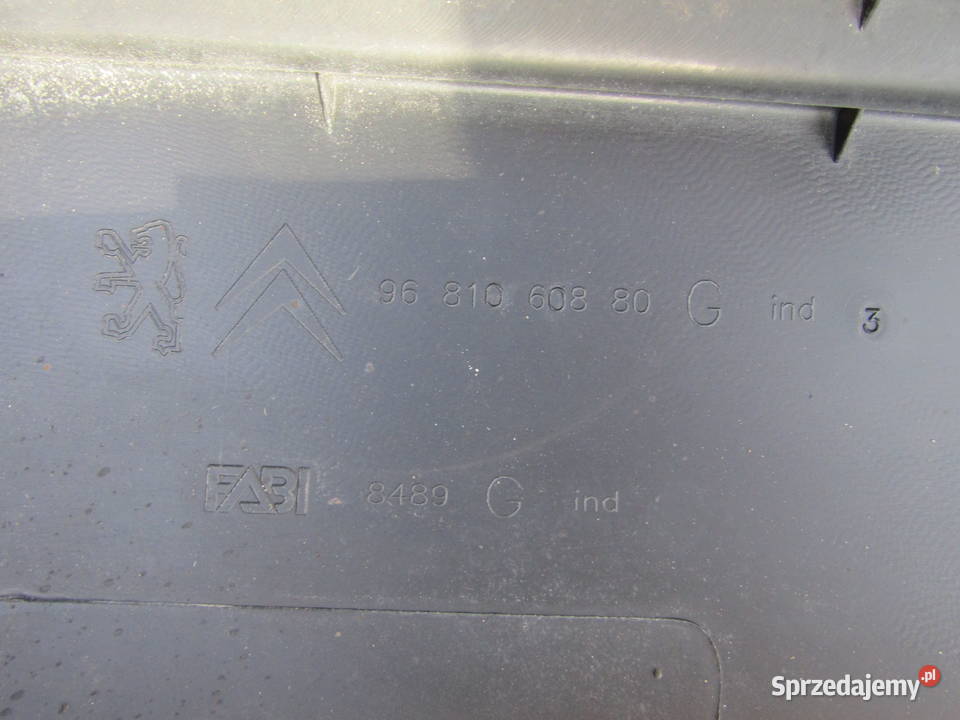 96 810 608 80 G ind 3
FABI 8489 G ind
Sprzedajemy.pl